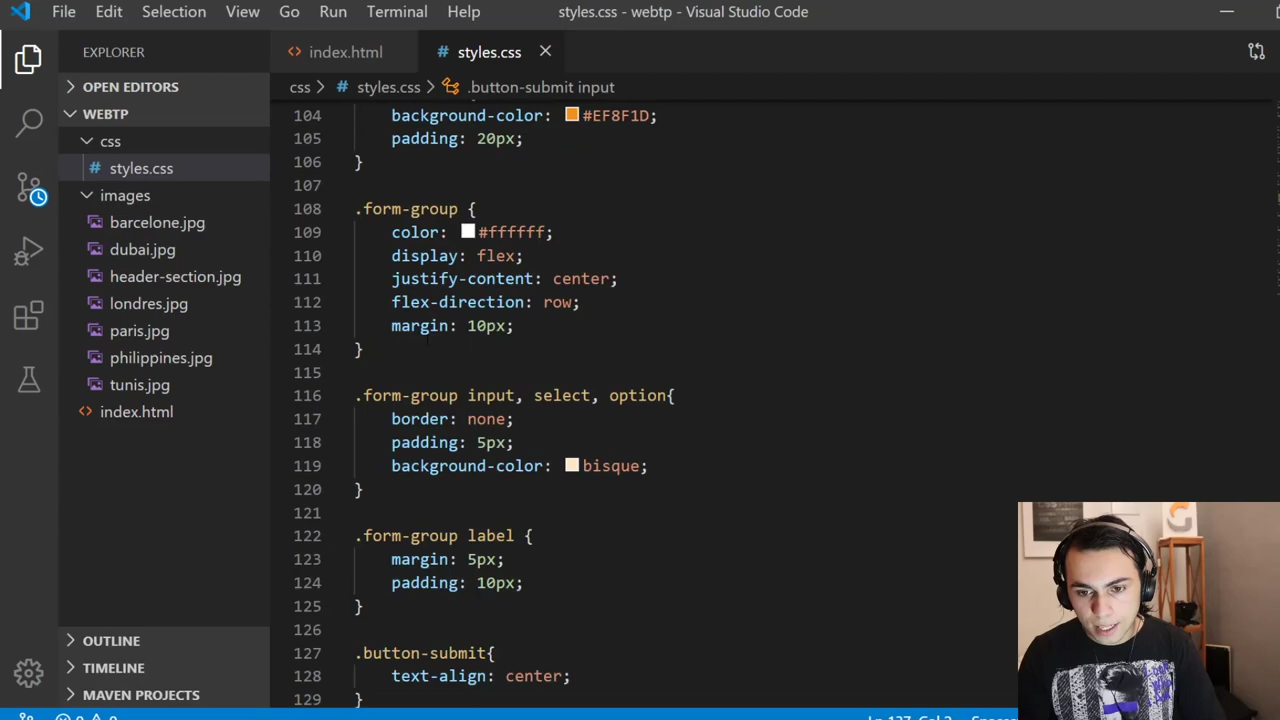 File Edit Selection View Go Run Terminal Help styles.css - webtp - Visual Studio Code
EXPLORER
index.html
# styles.css
OPEN EDITORS
css > # styles.css > .button-submit input
WEBTP
css
# styles.css
images
barcelone.jpg
dubai.jpg
header-section.jpg
londres.jpg
paris.jpg
philippines.jpg
tunis.jpg
<> index.html
OUTLINE
TIMELINE
MAVEN PROJECTS
104 background-color: #EF8F1D;
105 padding: 20px;
106 }
107
108 .form-group {
109 color: #ffffff;
110 display: flex;
111 justify-content: center;
112 flex-direction: row;
113 margin: 10px;
114 }
115
116 .form-group input, select, option{
117 border: none;
118 padding: 5px;
119 background-color: bisque;
120 }
121
122 .form-group label {
123 margin: 5px;
124 padding: 10px;
125 }
126
127 .button-submit{
128 text-align: center;
129 }